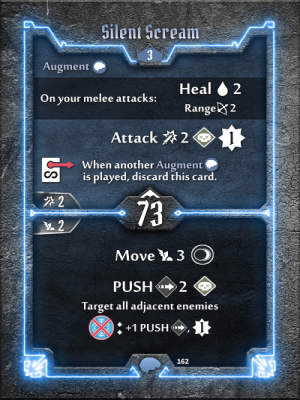 Silent Scream
3
Augment
On your melee attacks:
Heal 2
Range 2
Attack 2 1
When another Augment
is played, discard this card.
2
73
2
Move 3
PUSH 2
Target all adjacent enemies
: +1 PUSH , 1
162